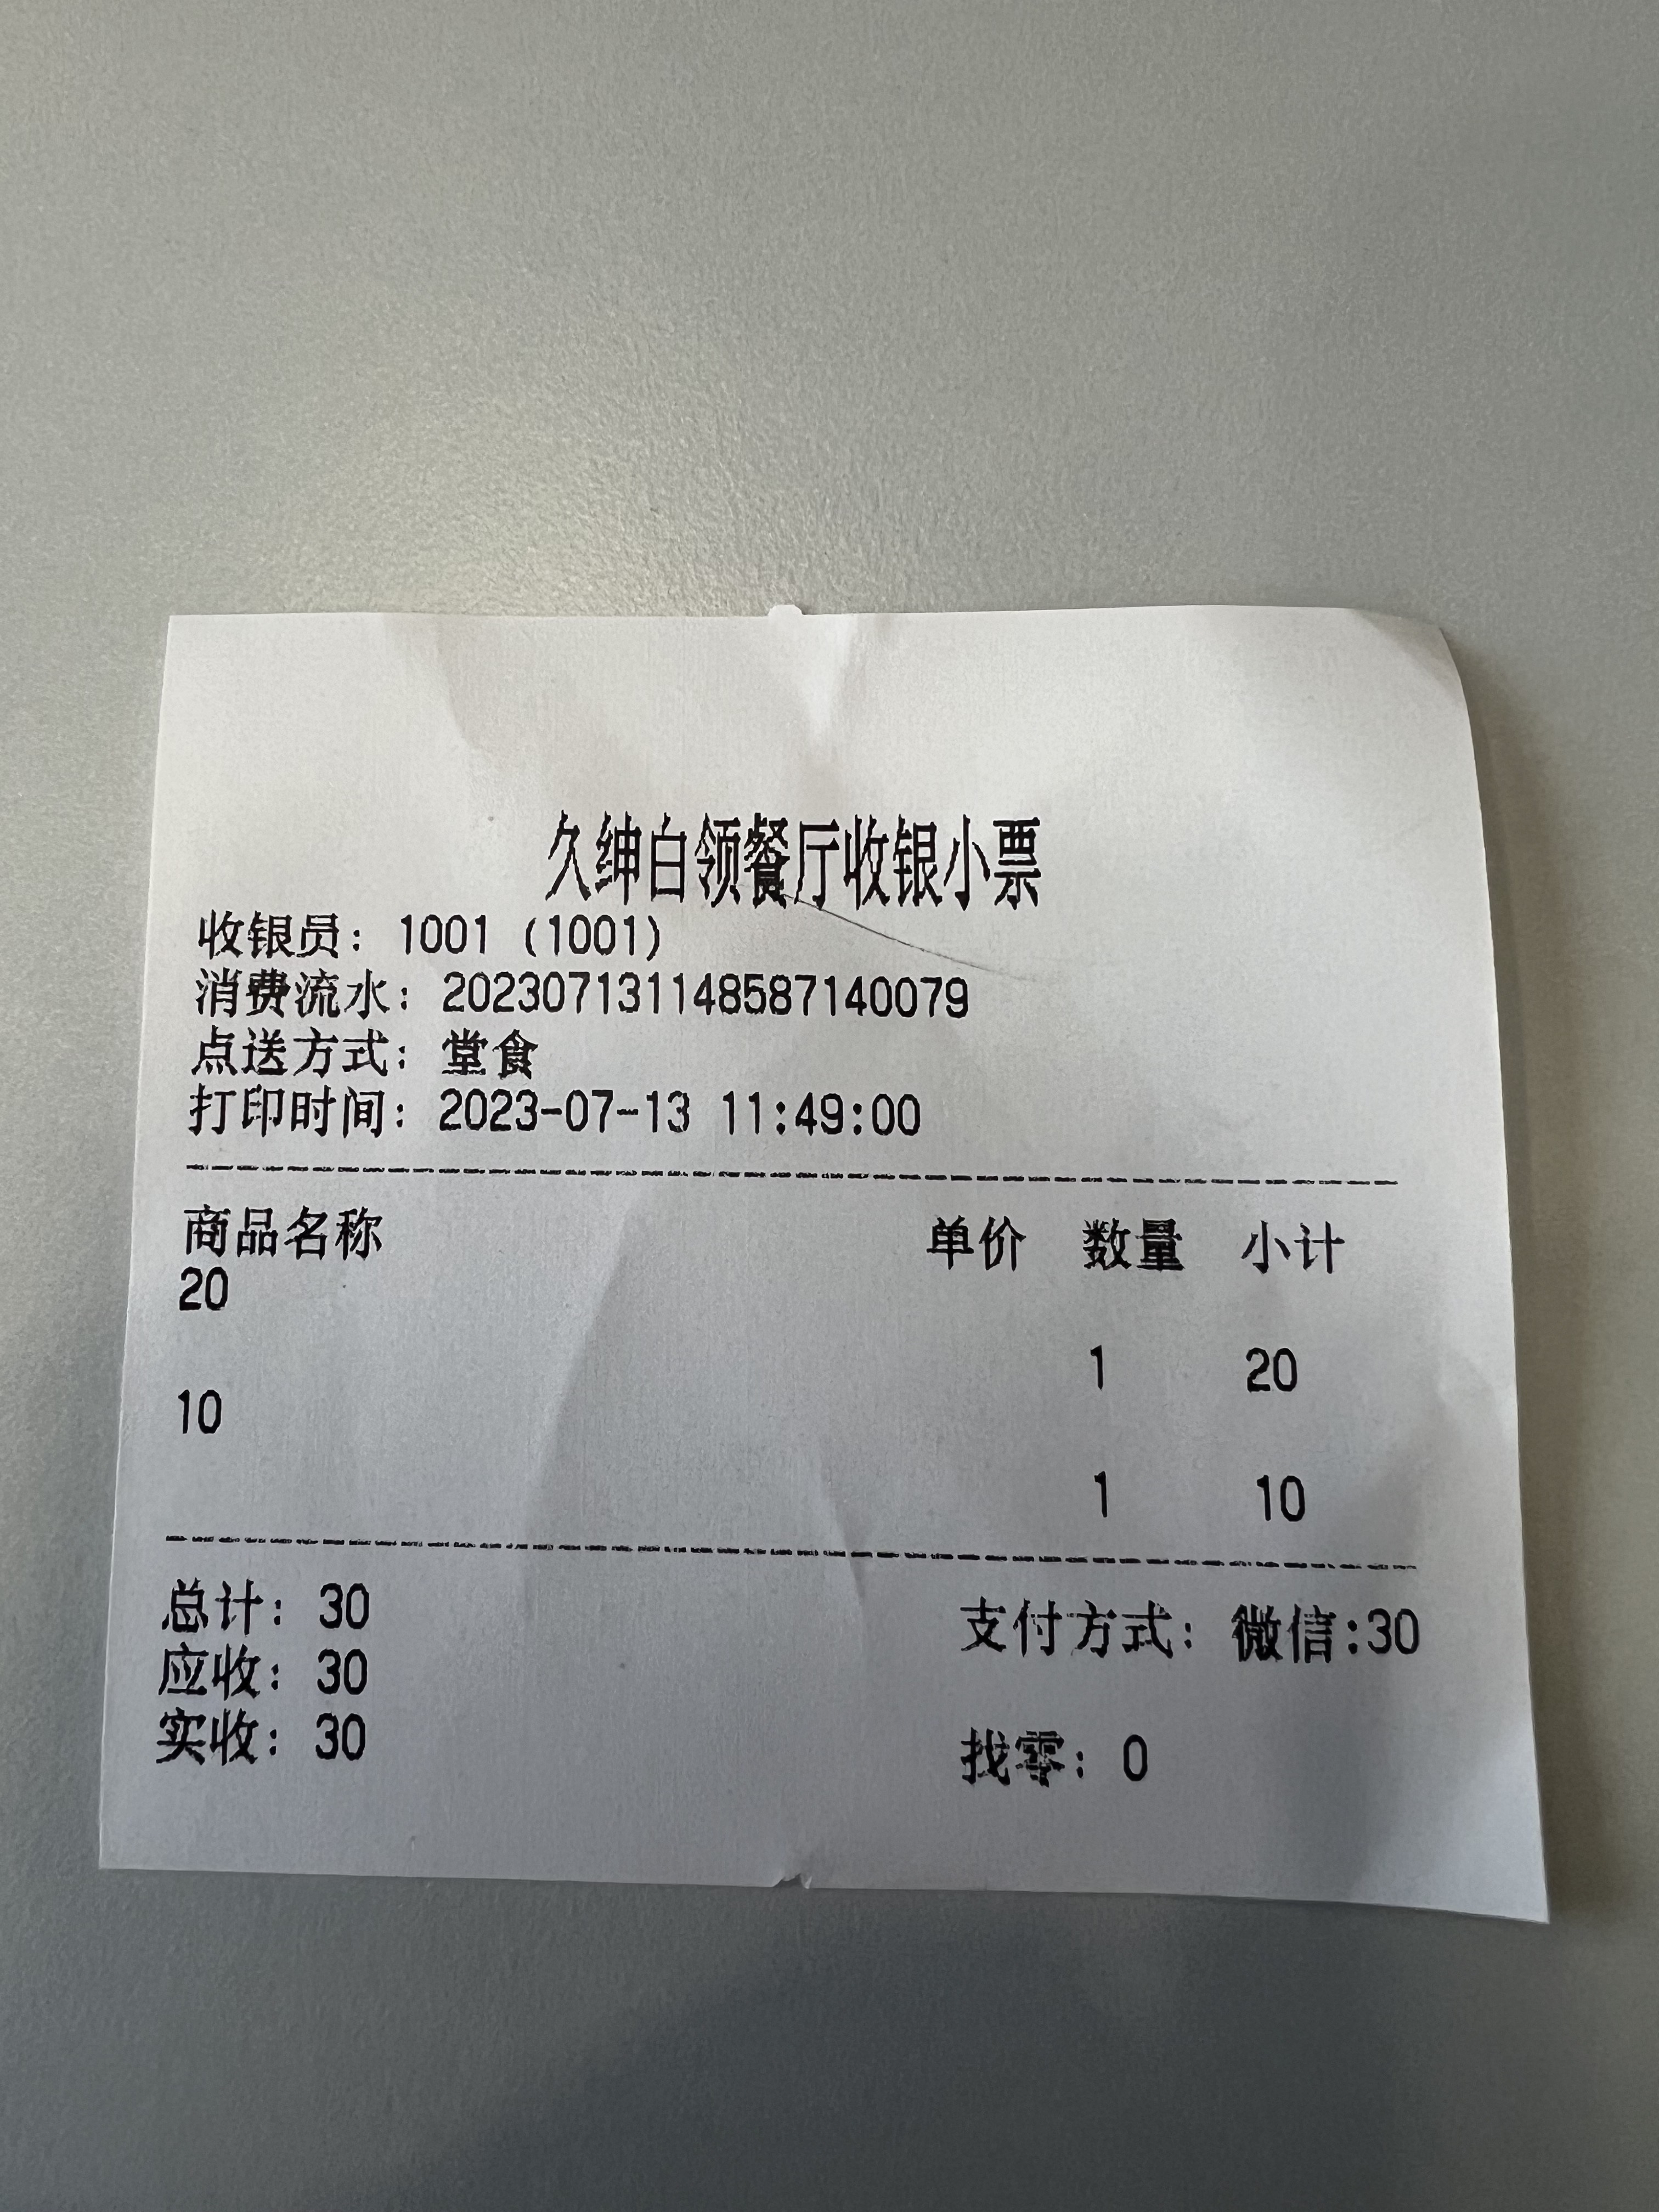 久绅白领餐厅收银小票
收银员: 1001 (1001)
消费流水: 2023071311485871​40079
点送方式: 堂食
打印时间: 2023-07-13 11:49:00
商品名称 单价 数量 小计
20
1 20
10
1 10
总计: 30 支付方式: 微信:30
应收: 30
实收: 30 找零: 0